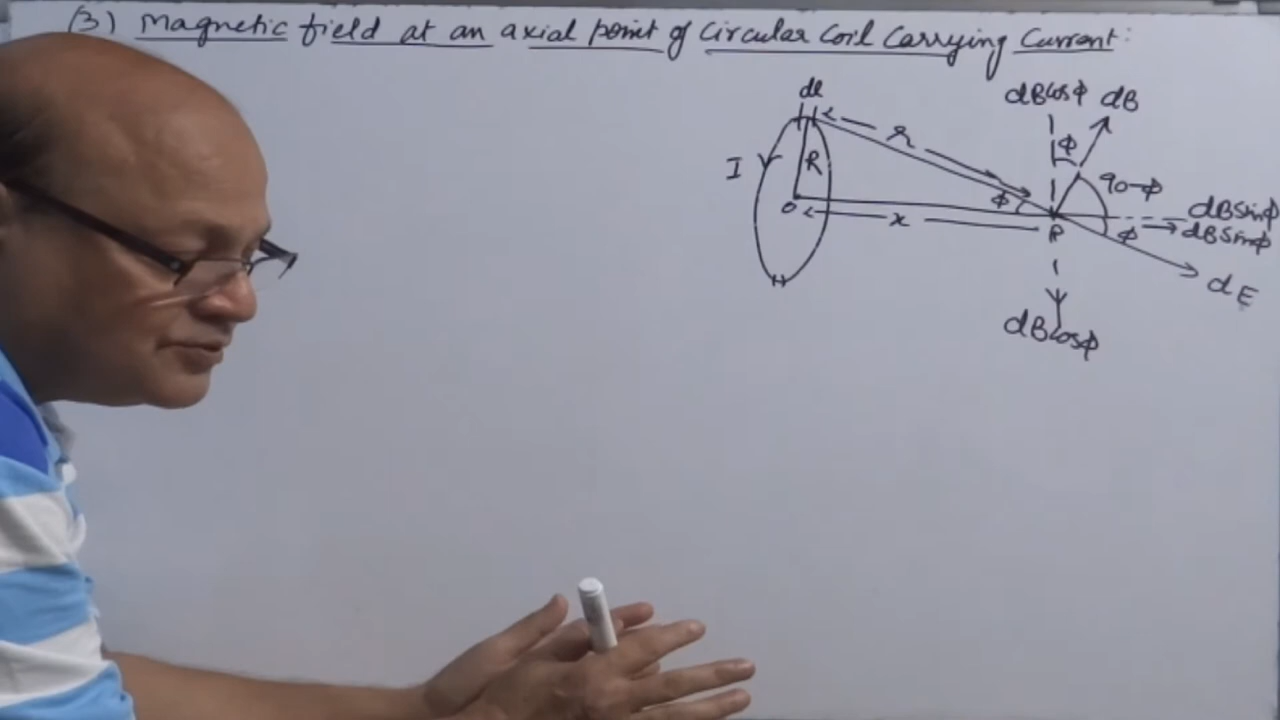 (3) Magnetic field at an axial point of Circular Coil Carrying Current:
dl
dBcosφ dB
r
φ
I
R
90-φ
φ
dBsinφ
O
x
P
φ
dBsinφ
dE
dBcosφ